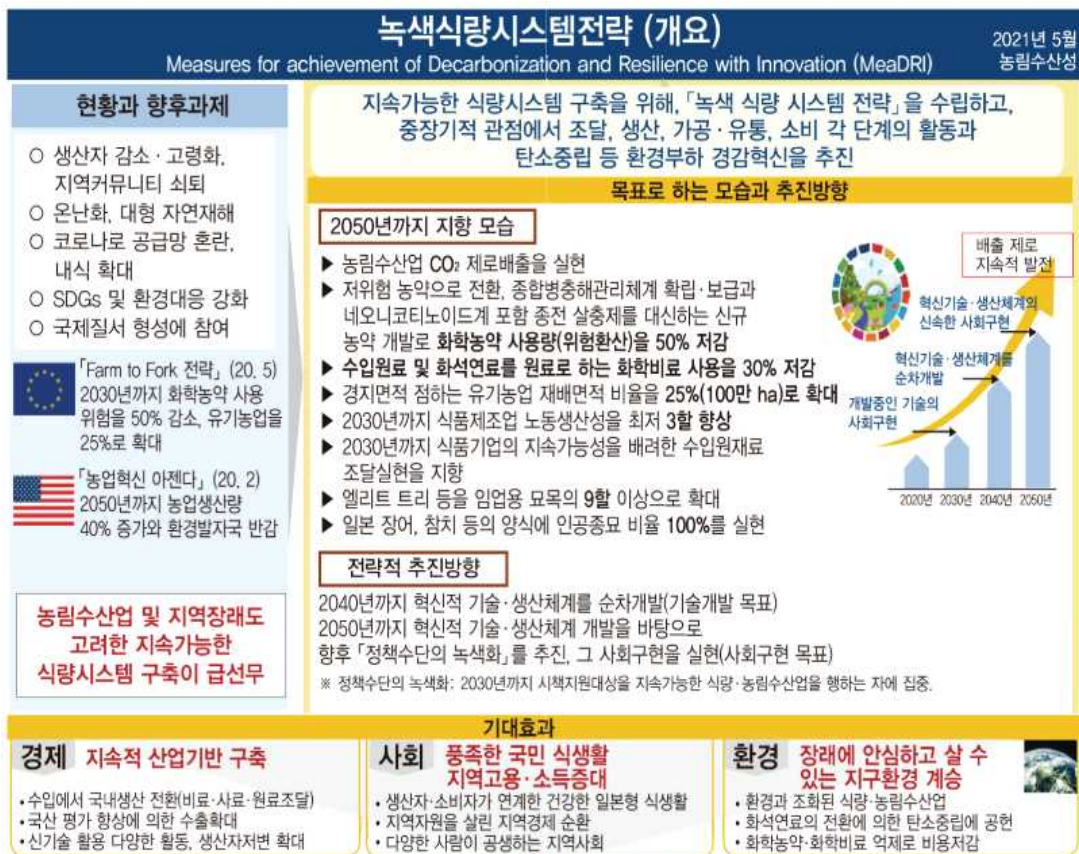 녹색식량시스템전략 (개요)
Measures for achievement of Decarbonization and Resilience with Innovation (MeaDRI)
2021년 5월
농림수산성
현황과 향후과제
○ 생산자 감소·고령화,
지역커뮤니티 쇠퇴
○ 온난화, 대형 자연재해
○ 코로나로 공급망 혼란,
내식 확대
○ SDGs 및 환경대응 강화
○ 국제질서 형성에 참여
「Farm to Fork 전략」 (20. 5)
2030년까지 화학농약 사용
위험을 50% 감소, 유기농업을
25%로 확대
「농업혁신 아젠다」 (20. 2)
2050년까지 농업생산량
40% 증가와 환경발자국 반감
농림수산업 및 지역장래도
고려한 지속가능한
식량시스템 구축이 급선무
지속가능한 식량시스템 구축을 위해, 「녹색 식량 시스템 전략」을 수립하고,
중장기적 관점에서 조달, 생산, 가공·유통, 소비 각 단계의 활동과
탄소중립 등 환경부하 경감혁신을 추진
목표로 하는 모습과 추진방향
2050년까지 지향 모습
▶ 농림수산업 CO₂ 제로배출을 실현
▶ 저위험 농약으로 전환, 종합병충해관리체계 확립·보급과
네오니코티노이드계 포함 종전 살충제를 대신하는 신규
농약 개발로 화학농약 사용량(위험환산)을 50% 저감
▶ 수입원료 및 화석연료를 원료로 하는 화학비료 사용을 30% 저감
▶ 경지면적 점하는 유기농업 재배면적 비율을 25%(100만 ha)로 확대
▶ 2030년까지 식품제조업 노동생산성을 최저 3할 향상
▶ 2030년까지 식품기업의 지속가능성을 배려한 수입원재료
조달실현을 지향
▶ 엘리트 트리 등을 임업용 묘목의 9할 이상으로 확대
▶ 일본 장어, 참치 등의 양식에 인공종묘 비율 100%를 실현
배출 제로
지속적 발전
혁신기술·생산체계의
신속한 사회구현
혁신기술·생산체계를
순차개발
개발중인 기술의
사회구현
2020년 2030년 2040년 2050년
전략적 추진방향
2040년까지 혁신적 기술·생산체계를 순차개발(기술개발 목표)
2050년까지 혁신적 기술·생산체계 개발을 바탕으로
향후 「정책수단의 녹색화」를 추진, 그 사회구현을 실현(사회구현 목표)
※ 정책수단의 녹색화: 2030년까지 시책지원대상을 지속가능한 식량·농림수산업을 행하는 자에 집중.
기대효과
경제 지속적 산업기반 구축
• 수입에서 국내생산 전환(비료·사료·원료조달)
• 국산 평가 향상에 의한 수출확대
• 신기술 활용 다양한 활동, 생산자저변 확대
사회 풍족한 국민 식생활
지역고용·소득증대
• 생산자·소비자가 연계한 건강한 일본형 식생활
• 지역자원을 살린 지역경제 순환
• 다양한 사람이 공생하는 지역사회
환경 장래에 안심하고 살 수
있는 지구환경 계승
• 환경과 조화된 식량·농림수산업
• 화석연료의 전환에 의한 탄소중립에 공헌
• 화학농약·화학비료 억제로 비용저감